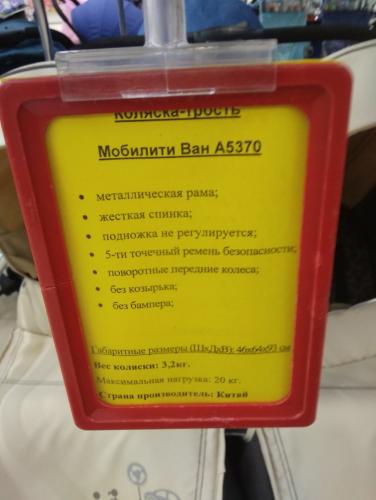 Коляска-трость
Мобилити Ван А5370
• металлическая рама;
• жесткая спинка;
• подножка не регулируется;
• 5-ти точечный ремень безопасности;
• поворотные передние колеса;
• без козырька;
• без бампера;
Габаритные размеры (ШхДхВ): 46х64х93 см
Вес коляски: 3,2кг.
Максимальная нагрузка: 20 кг.
Страна производитель: Китай